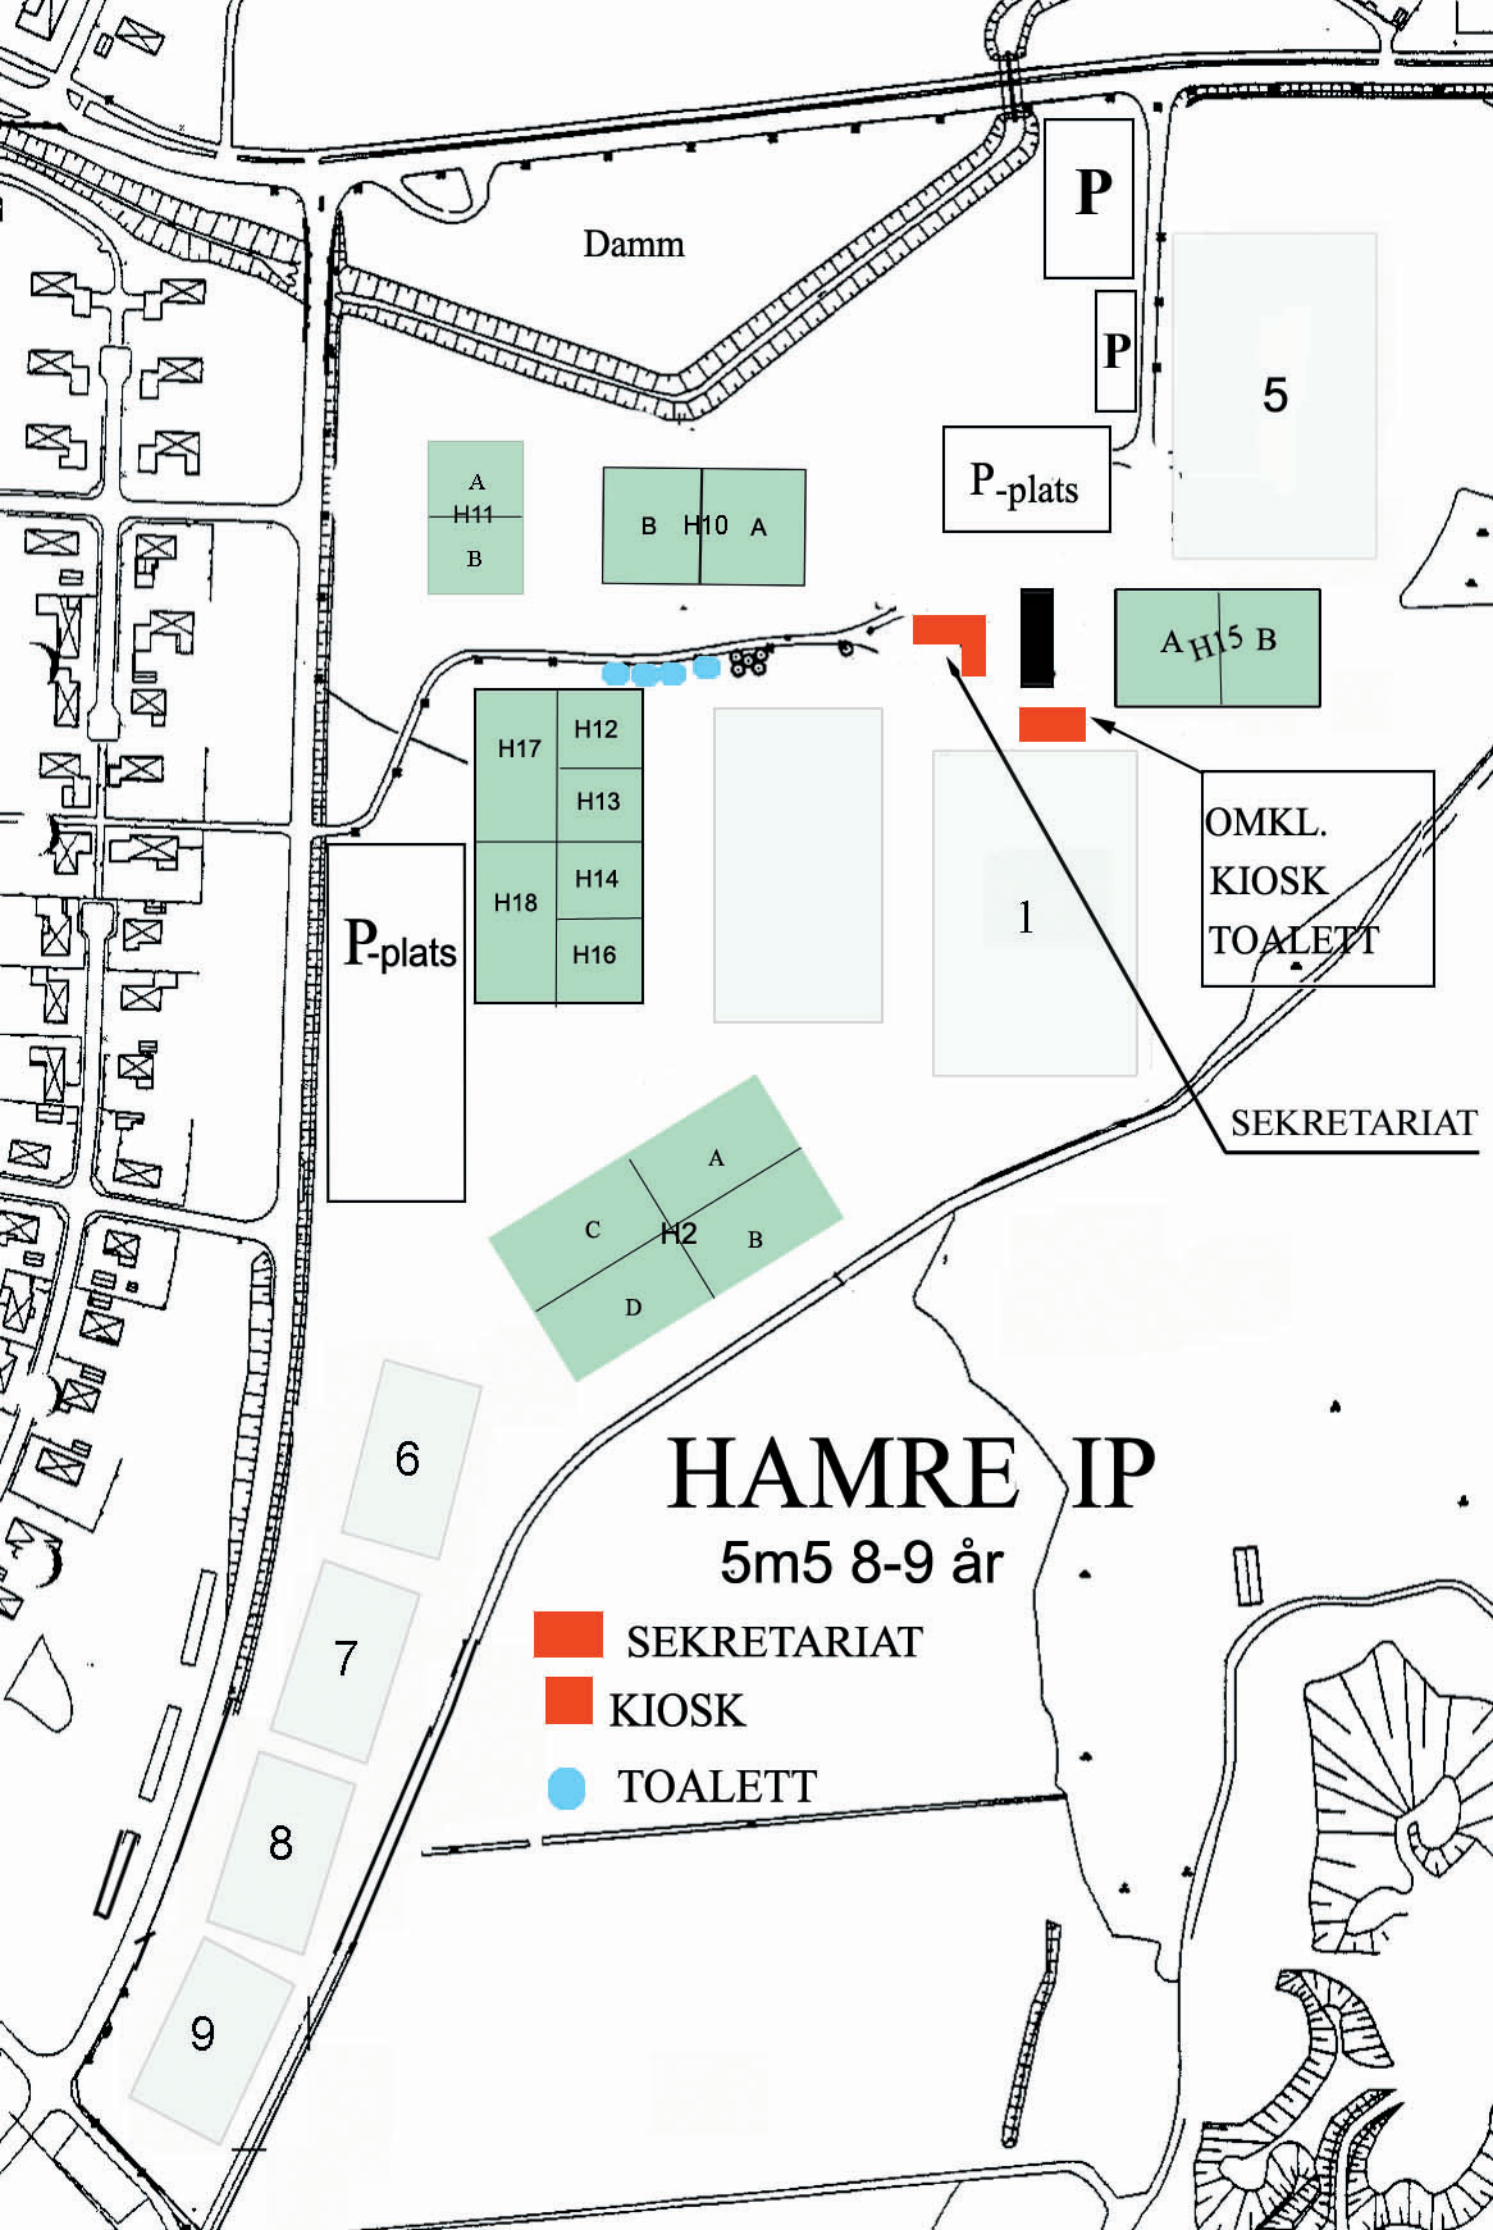 P
Damm
P
5
P-plats
A
H11
B
B H10 A
A H15 B
H17
H12
H13
H18
H14
H16
P-plats
1
OMKL.
KIOSK
TOALETT
SEKRETARIAT
A
C
H2
B
D
6
HAMRE IP
5m5 8-9 år
7
SEKRETARIAT
KIOSK
TOALETT
8
9